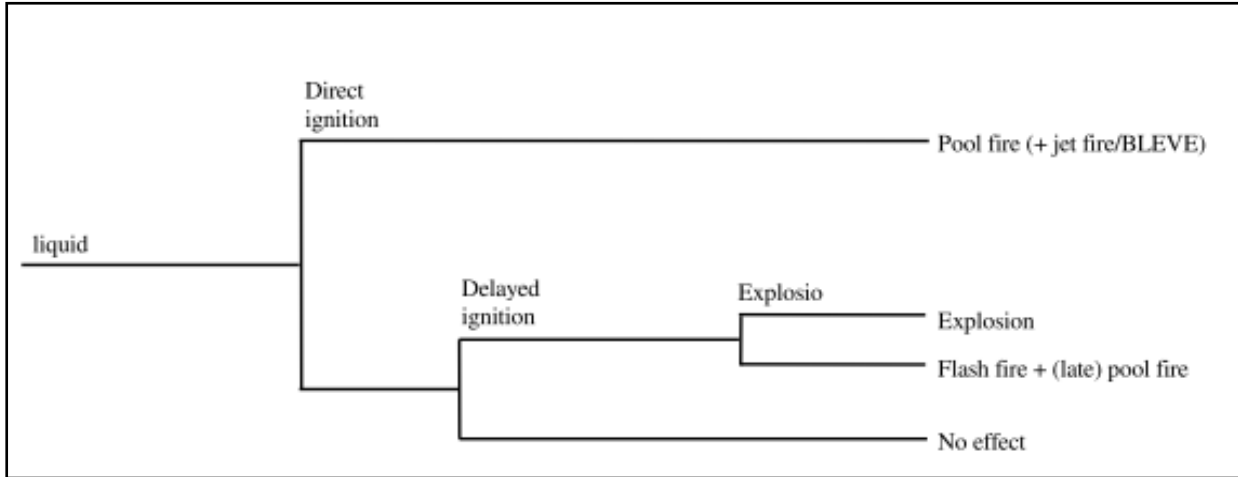 Direct
ignition
Pool fire (+ jet fire/BLEVE)
liquid
Delayed
ignition
Explosio
Explosion
Flash fire + (late) pool fire
No effect